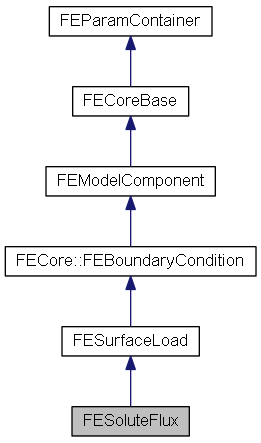 FEParamContainer
FECoreBase
FEModelComponent
FECore::FEBoundaryCondition
FESurfaceLoad
FESoluteFlux